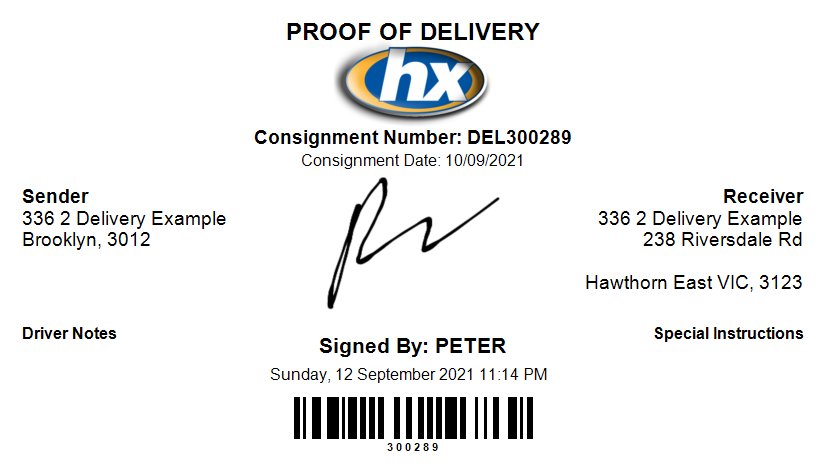 PROOF OF DELIVERY
hx
Consignment Number: DEL300289
Consignment Date: 10/09/2021
Sender
336 2 Delivery Example
Brooklyn, 3012
Receiver
336 2 Delivery Example
238 Riversdale Rd
Hawthorn East VIC, 3123
Driver Notes
Special Instructions
Signed By: PETER
Sunday, 12 September 2021 11:14 PM
300289